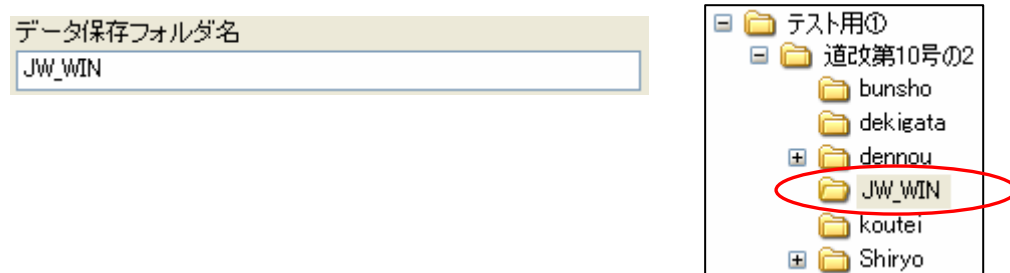 データ保存フォルダ名
JW_WIN
テスト用①
道改第10号の2
bunsho
dekigata
dennou
JW_WIN
koutei
Shiryo